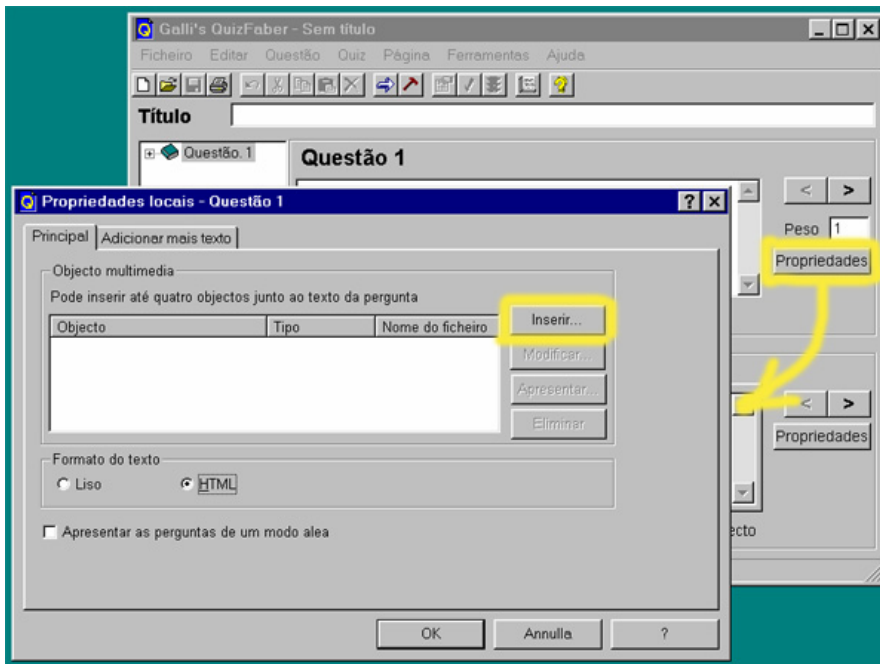 Galli's QuizFaber - Sem título
Ficheiro Editar Questão Quiz Página Ferramentas Ajuda
Título
Questão.1
Questão 1
< >
Peso 1
Propriedades
Propriedades locais - Questão 1
Principal Adicionar mais texto
Objecto multimedia
Pode inserir até quatro objectos junto ao texto da pergunta
Objecto Tipo Nome do ficheiro
Inserir...
Modificar...
Apresentar...
Eliminar
< >
Propriedades
Formato do texto
Liso HTML
Apresentar as perguntas de um modo alea
ecto
OK Annulla ?